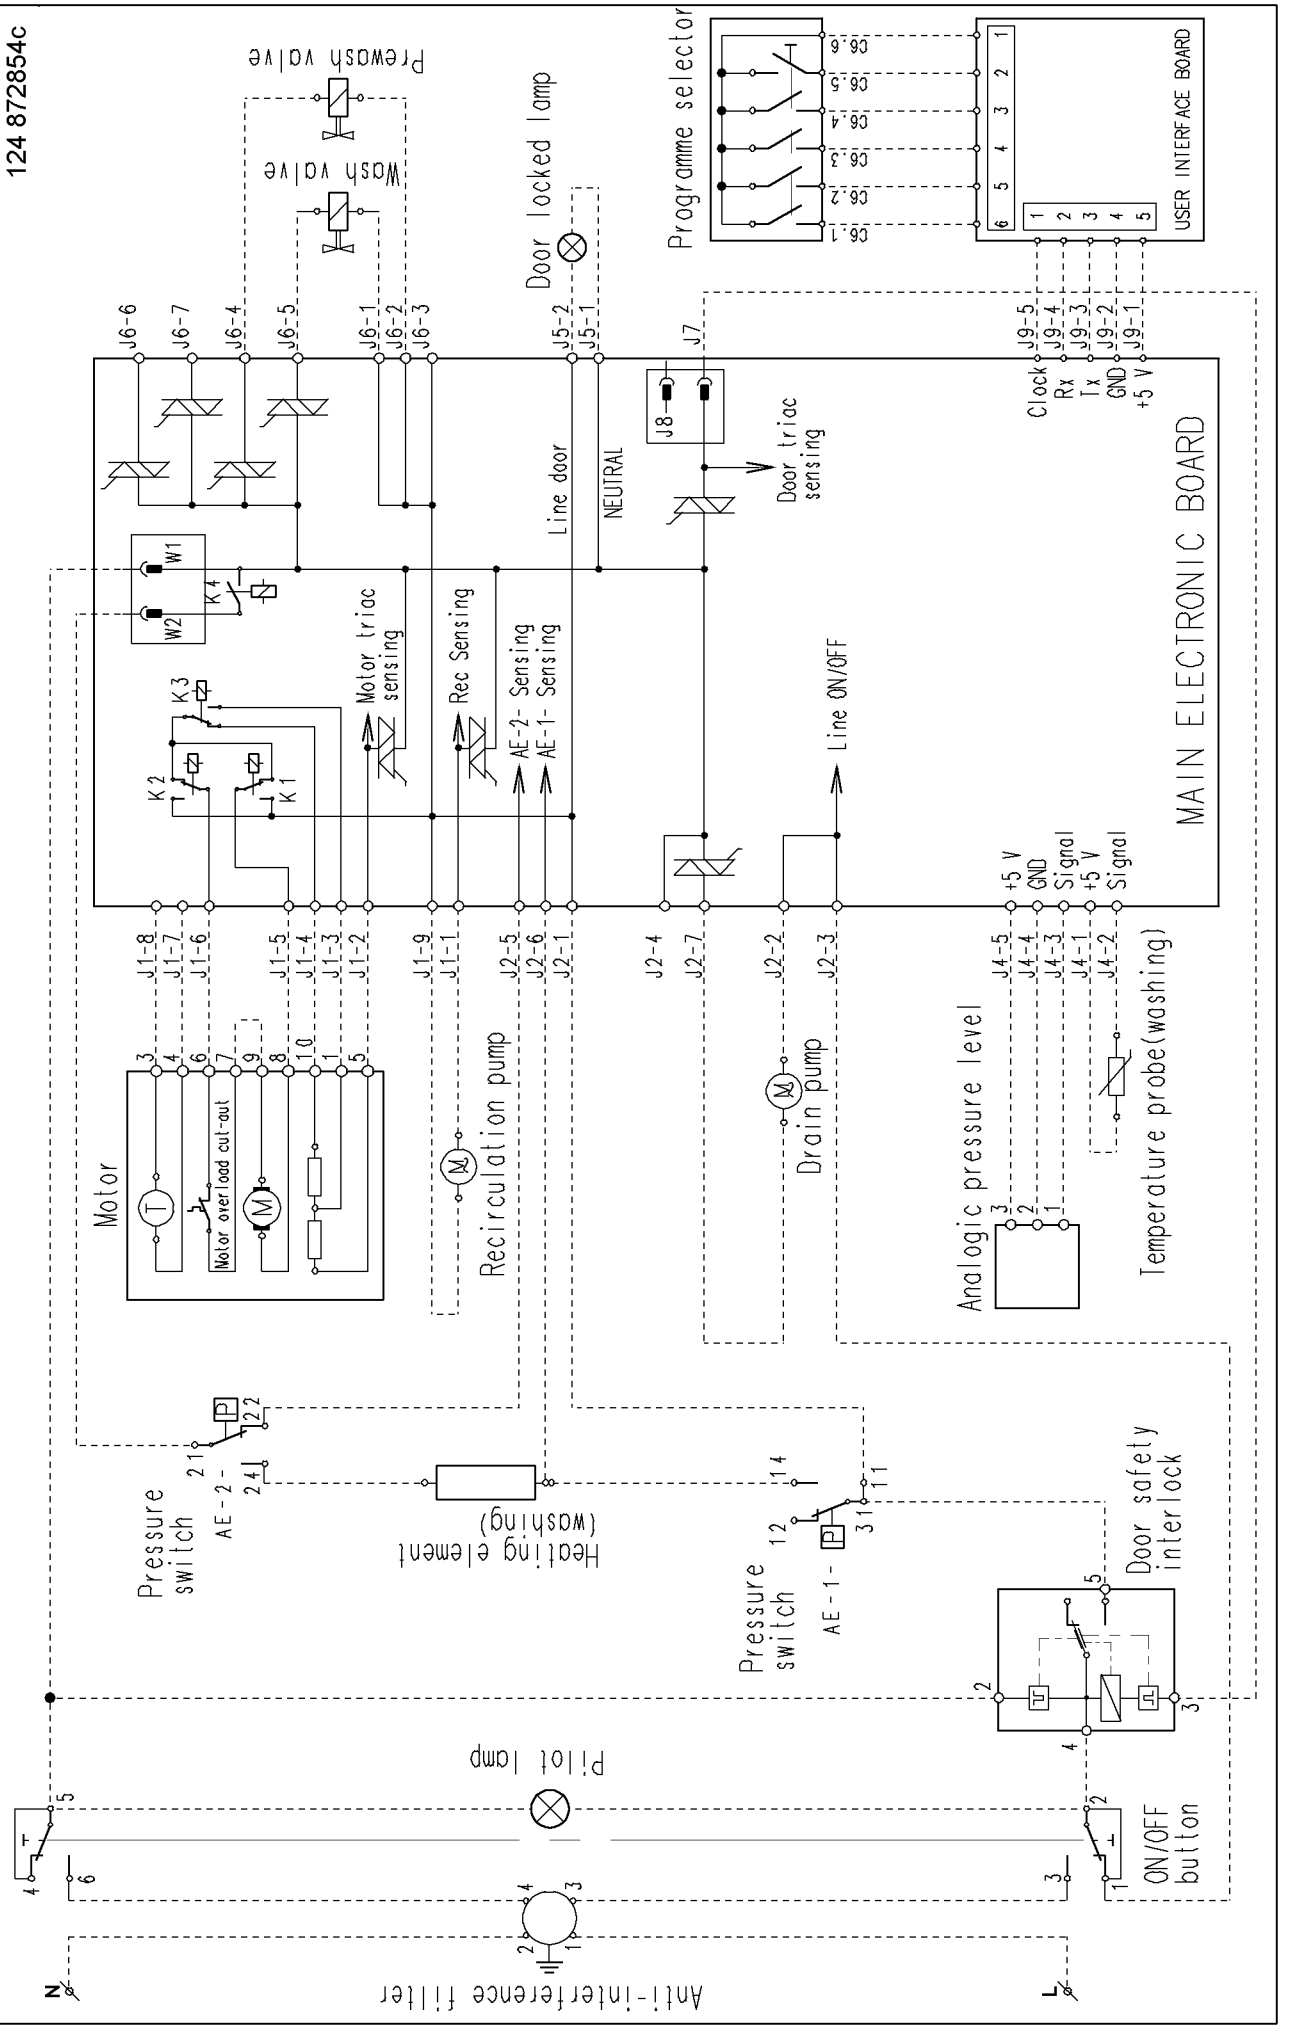 124 872854c
Prewash valve
Wash valve
Door locked lamp
Programme selector
USER INTERFACE BOARD
1
2
3
4
5
6
C6.6
C6.5
C6.4
C6.3
C6.2
C6.1
1
2
3
4
5
J6-6
J6-7
J6-4
J6-5
J6-1
J6-2
J6-3
J5-2
J5-1
J7
J9-5
J9-4
J9-3
J9-2
J9-1
Clock
Rx
Tx
GND
+5 V
J8
Door triac
sensing
Line door
NEUTRAL
W1
W2
K4
K3
K2
K1
Motor triac
sensing
Rec Sensing
AE-2- Sensing
AE-1- Sensing
Line ON/OFF
MAIN ELECTRONIC BOARD
+5 V
GND
Signal
+5 V
Signal
J1-8
J1-7
J1-6
J1-5
J1-4
J1-3
J1-2
J1-9
J1-1
J2-5
J2-6
J2-1
J2-4
J2-7
J2-2
J2-3
J4-5
J4-4
J4-3
J4-1
J4-2
Motor
3
4
6
7
9
8
10
1
5
T
Motor overload cut-out
M
M
Recirculation pump
M
Drain pump
Analogic pressure level
3
2
1
Temperature probe(washing)
Pressure
switch
AE-2-
21
22
24
P
Heating element
(washing)
Pressure
switch
AE-1-
14
12
11
31
P
Door safety
interlock
2
5
4
3
Pilot lamp
ON/OFF
button
4
5
6
3
2
1
Anti-interference filter
4
3
2
1
N
L